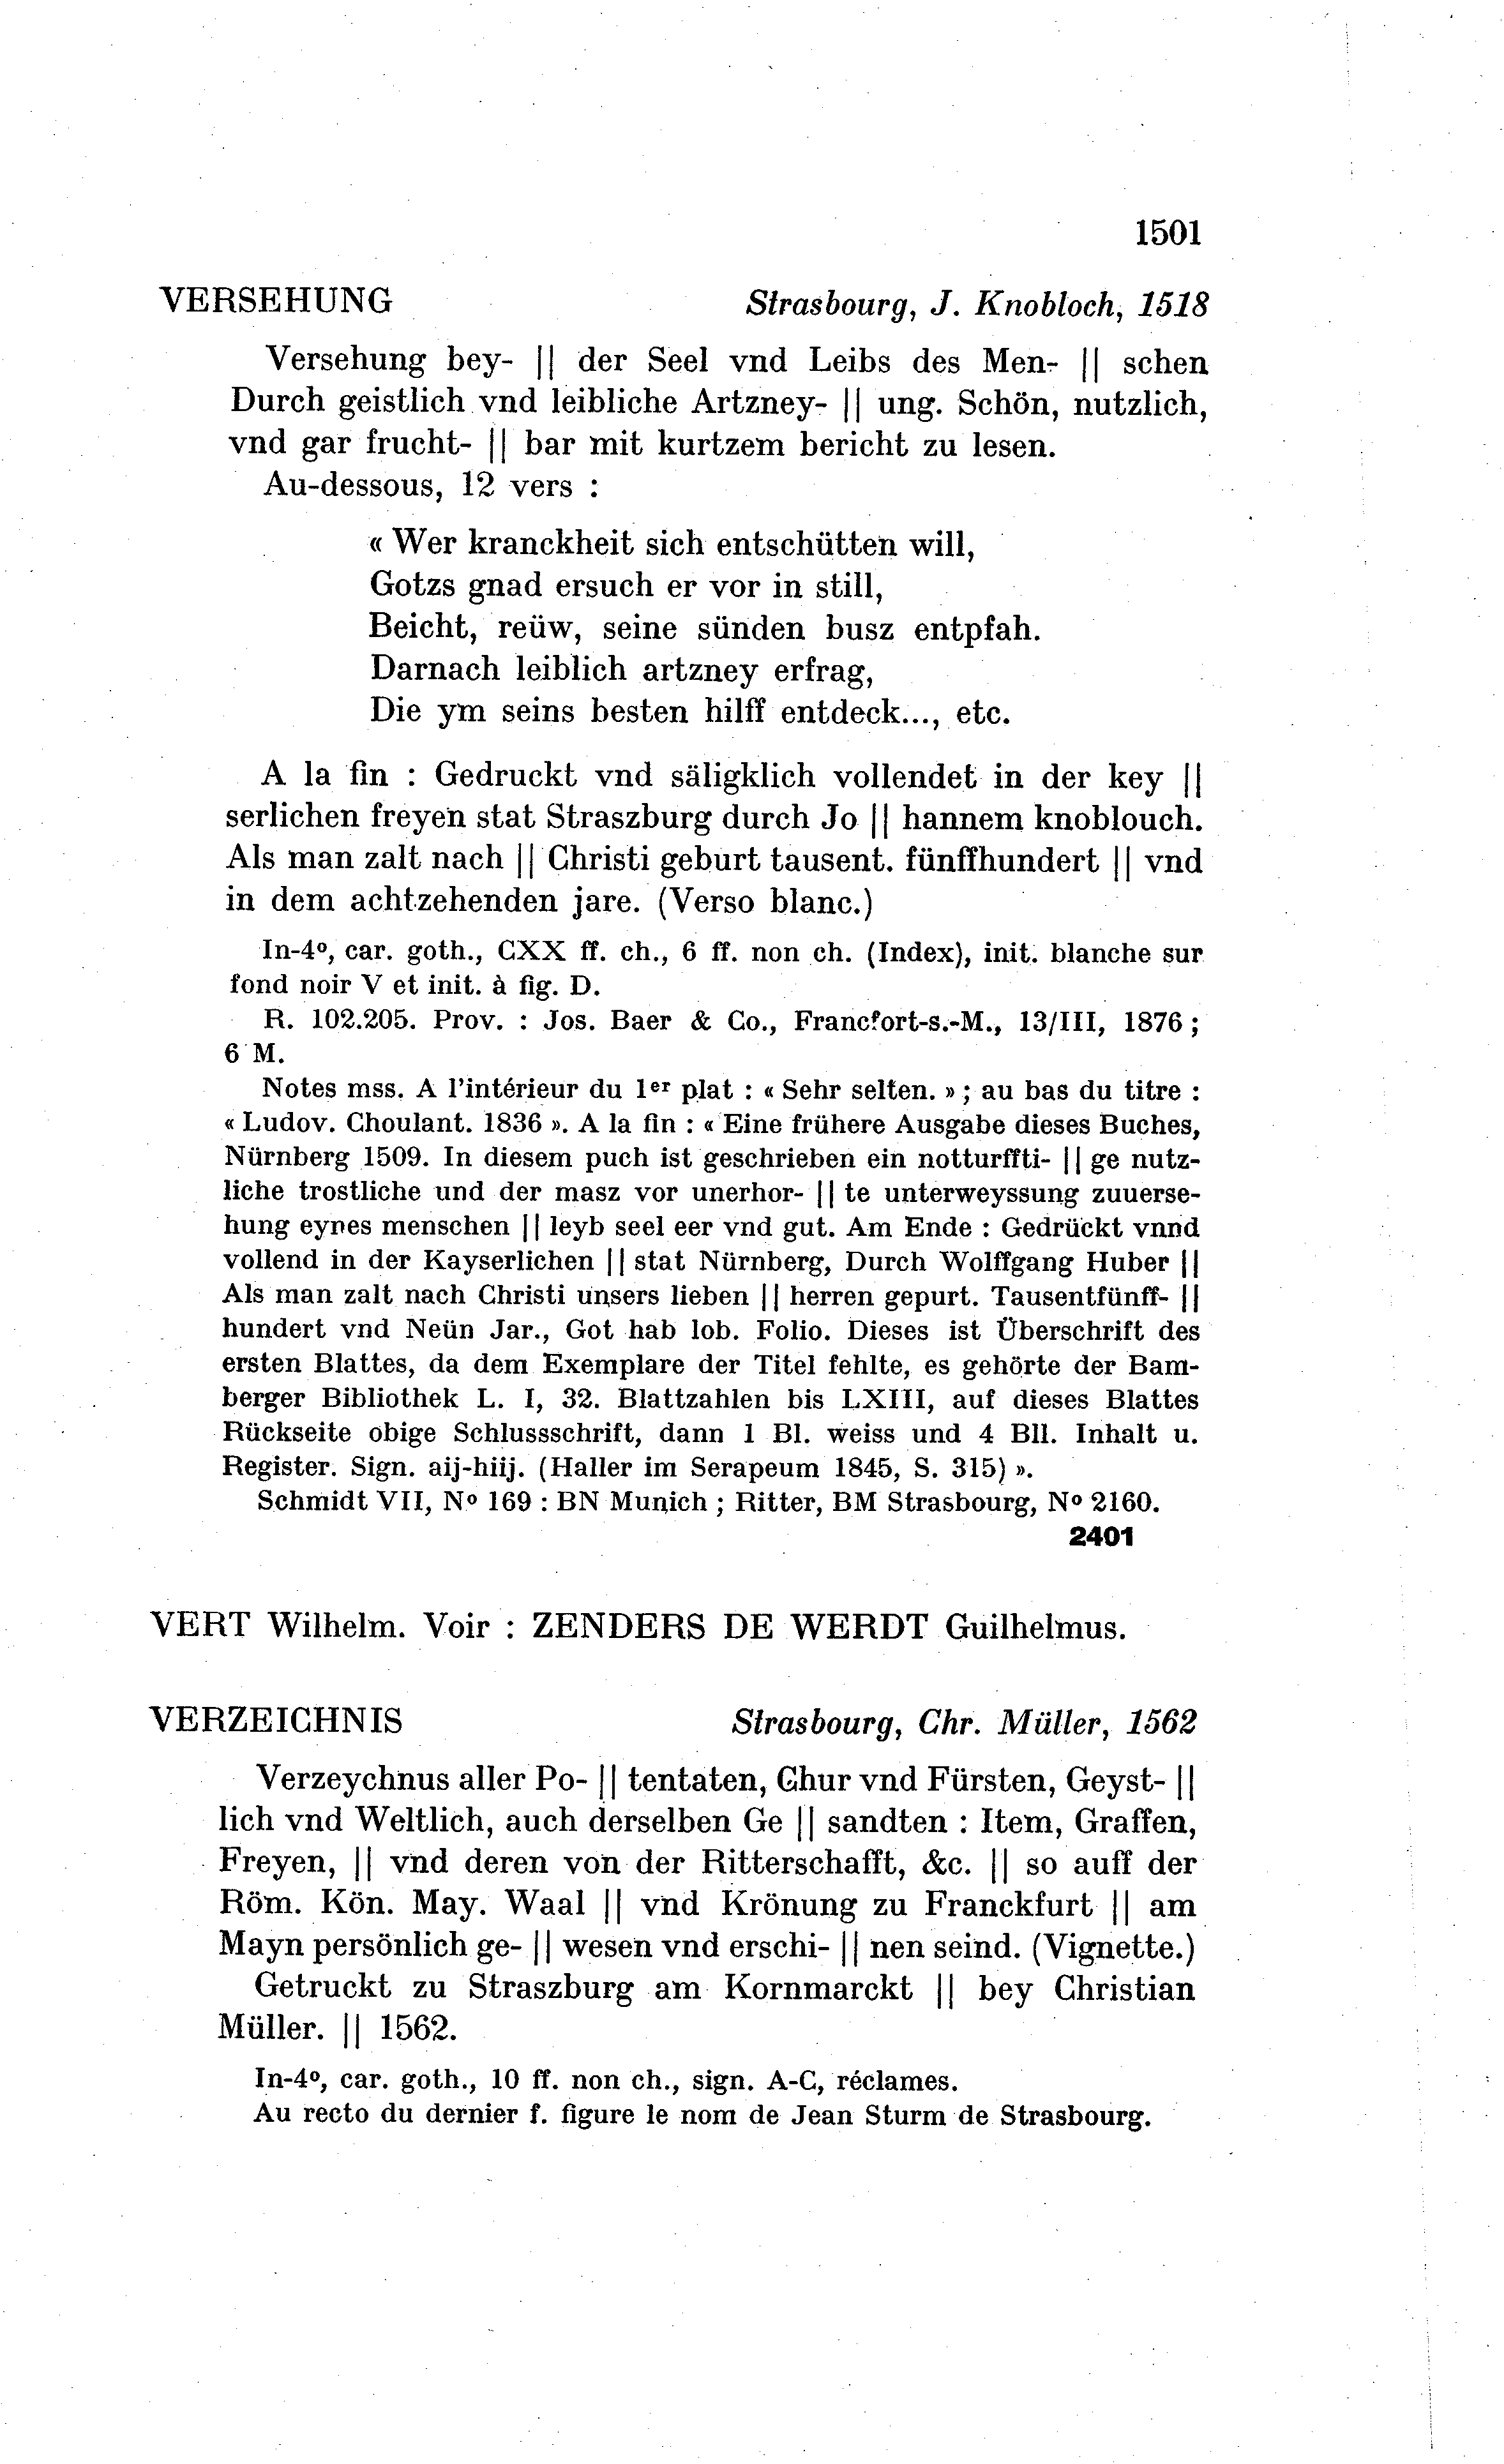 1501
VERSEHUNG Strasbourg, J. Knobloch, 1518
Versehung bey- || der Seel vnd Leibs des Men- || schen
Durch geistlich vnd leibliche Artzney- || ung. Schön, nutzlich,
vnd gar frucht- || bar mit kurtzem bericht zu lesen.
Au-dessous, 12 vers :
« Wer kranckheit sich entschütten will,
Gotzs gnad ersuch er vor in still,
Beicht, reüw, seine sünden busz entpfah.
Darnach leiblich artzney erfrag,
Die ym seins besten hilff entdeck..., etc.
A la fin : Gedruckt vnd säligklich vollendet in der key ||
serlichen freyen stat Straszburg durch Jo || hannem knoblouch.
Als man zalt nach || Christi geburt tausent. fünffhundert || vnd
in dem achtzehenden jare. (Verso blanc.)
In-4º, car. goth., CXX ff. ch., 6 ff. non ch. (Index), init. blanche sur
fond noir V et init. à fig. D.
R. 102.205. Prov. : Jos. Baer & Co., Francfort-s.-M., 13/III, 1876 ;
6 M.
Notes mss. A l'intérieur du 1er plat : « Sehr selten. » ; au bas du titre :
« Ludov. Choulant. 1836 ». A la fin : « Eine frühere Ausgabe dieses Buches,
Nürnberg 1509. In diesem puch ist geschrieben ein notturffti- || ge nutz-
liche trostliche und der masz vor unerhor- || te unterweyssung zuuerse-
hung eynes menschen || leyb seel eer vnd gut. Am Ende : Gedrückt vnnd
vollend in der Kayserlichen || stat Nürnberg, Durch Wolffgang Huber ||
Als man zalt nach Christi unsers lieben || herren gepurt. Tausentfünff- ||
hundert vnd Neün Jar., Got hab lob. Folio. Dieses ist Überschrift des
ersten Blattes, da dem Exemplare der Titel fehlte, es gehörte der Bam-
berger Bibliothek L. I, 32. Blattzahlen bis LXIII, auf dieses Blattes
Rückseite obige Schlussschrift, dann 1 Bl. weiss und 4 Bll. Inhalt u.
Register. Sign. aij-hiij. (Haller im Serapeum 1845, S. 315) ».
Schmidt VII, Nº 169 : BN Munich ; Ritter, BM Strasbourg, Nº 2160.
2401
VERT Wilhelm. Voir : ZENDERS DE WERDT Guilhelmus.
VERZEICHNIS Strasbourg, Chr. Müller, 1562
Verzeychnus aller Po- || tentaten, Chur vnd Fürsten, Geyst- ||
lich vnd Weltlich, auch derselben Ge || sandten : Item, Graffen,
Freyen, || vnd deren von der Ritterschafft, &c. || so auff der
Röm. Kön. May. Waal || vnd Krönung zu Franckfurt || am
Mayn persönlich ge- || wesen vnd erschi- || nen seind. (Vignette.)
Getruckt zu Straszburg am Kornmarckt || bey Christian
Müller. || 1562.
In-4º, car. goth., 10 ff. non ch., sign. A-C, réclames.
Au recto du dernier f. figure le nom de Jean Sturm de Strasbourg.